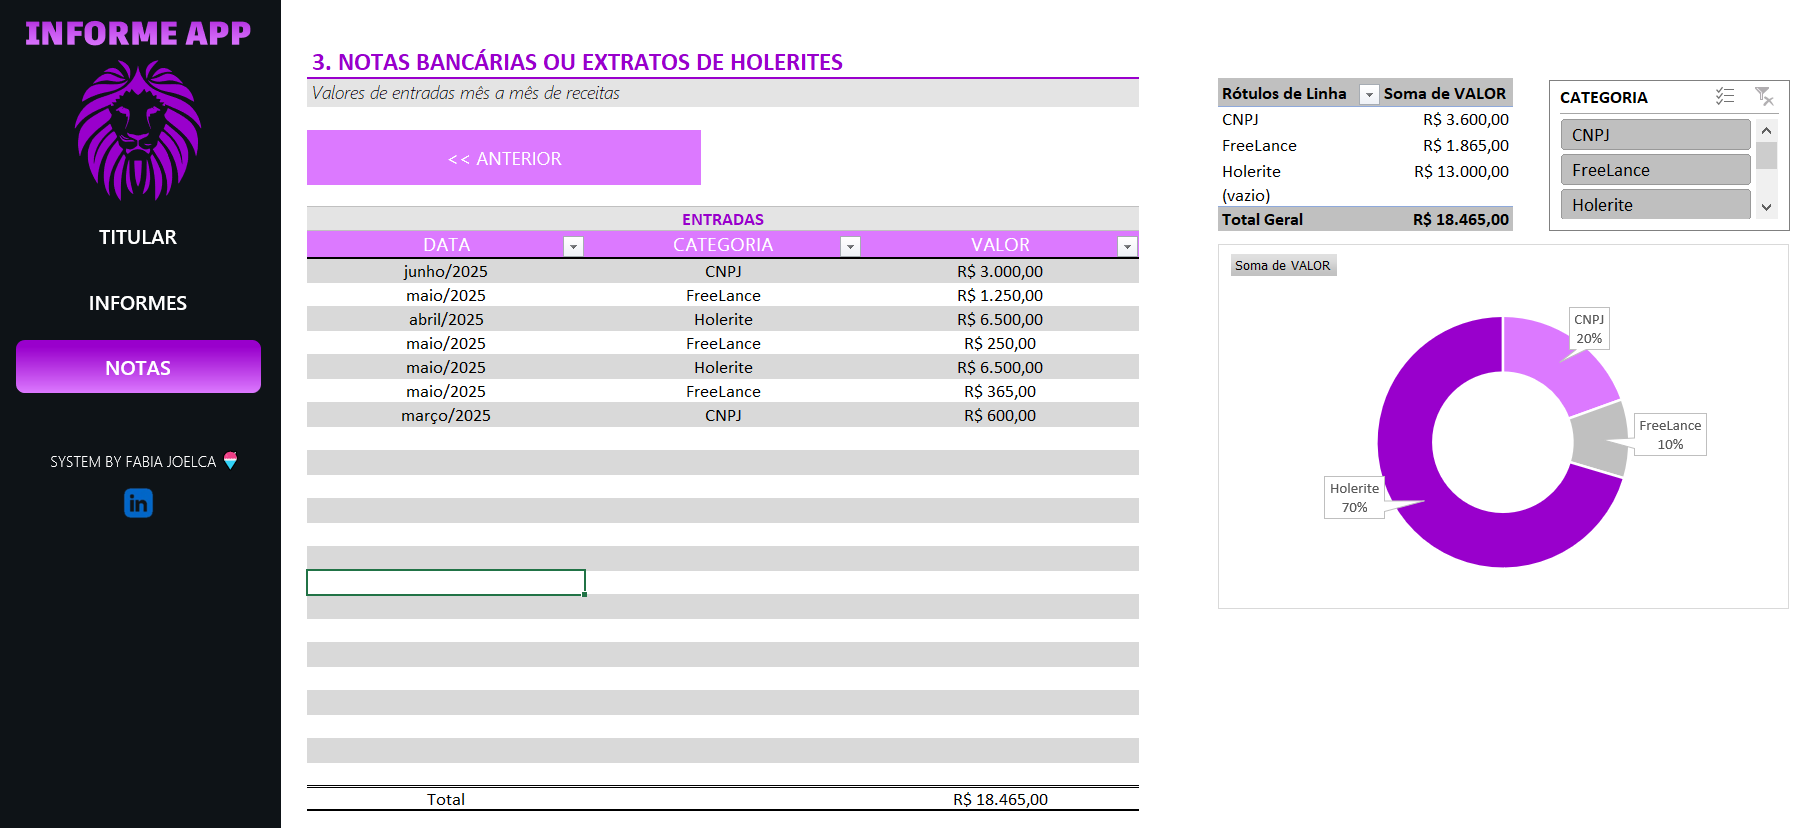 INFORME APP
TITULAR
INFORMES
NOTAS
SYSTEM BY FABIA JOELCA
in
3. NOTAS BANCÁRIAS OU EXTRATOS DE HOLERITES
Valores de entradas mês a mês de receitas
<< ANTERIOR
ENTRADAS
DATA CATEGORIA VALOR
junho/2025 CNPJ R$ 3.000,00
maio/2025 FreeLance R$ 1.250,00
abril/2025 Holerite R$ 6.500,00
maio/2025 FreeLance R$ 250,00
maio/2025 Holerite R$ 6.500,00
maio/2025 FreeLance R$ 365,00
março/2025 CNPJ R$ 600,00
Total R$ 18.465,00
Rótulos de Linha Soma de VALOR
CNPJ R$ 3.600,00
FreeLance R$ 1.865,00
Holerite R$ 13.000,00
(vazio)
Total Geral R$ 18.465,00
CATEGORIA
CNPJ
FreeLance
Holerite
Soma de VALOR
CNPJ
20%
FreeLance
10%
Holerite
70%